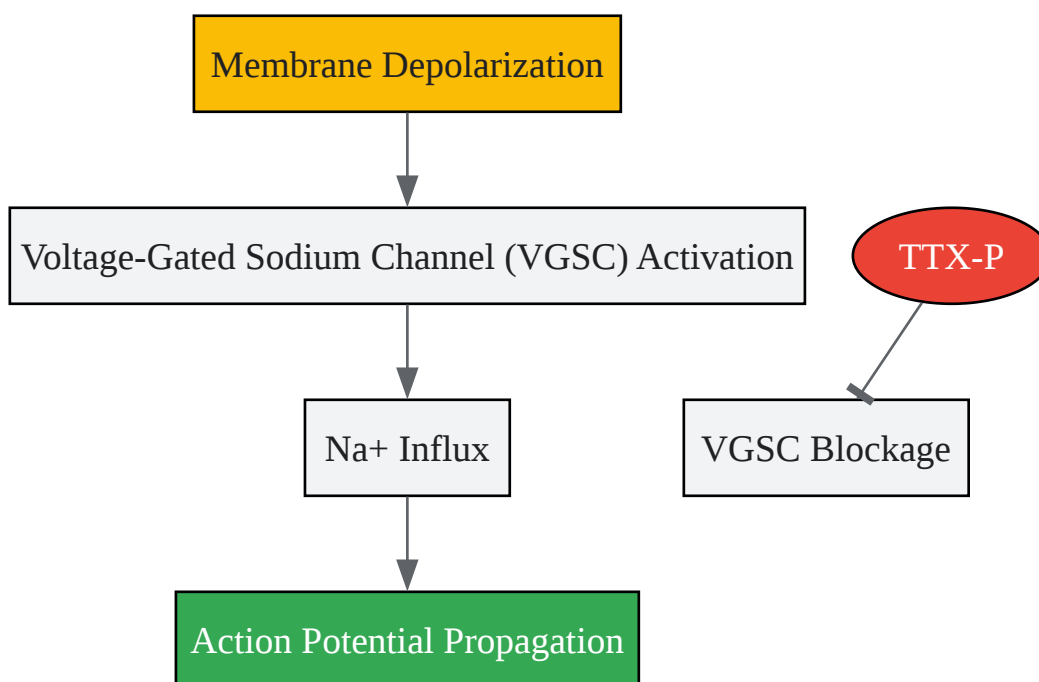 Membrane Depolarization
Voltage-Gated Sodium Channel (VGSC) Activation
TTX-P
Na+ Influx
VGSC Blockage
Action Potential Propagation